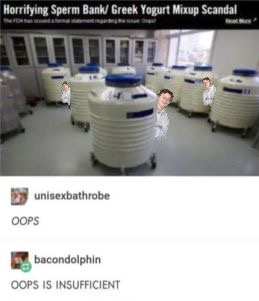 Horrifying Sperm Bank/ Greek Yogurt Mixup Scandal
The FDA has issued a formal statement regarding the issue: Oops!
Read More
unisexbathrobe
OOPS
bacondolphin
OOPS IS INSUFFICIENT